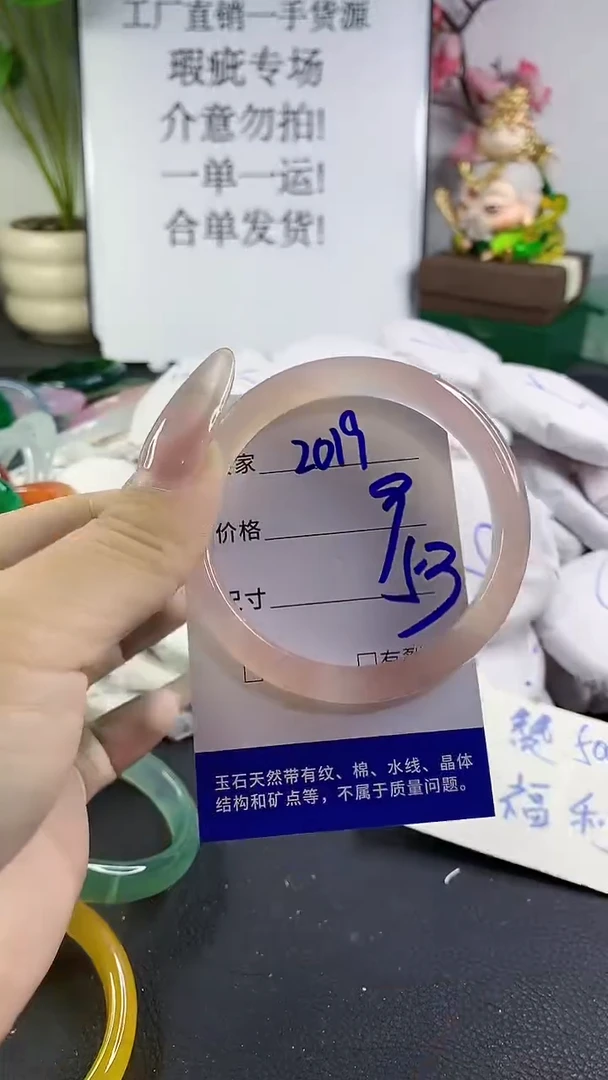 工厂直销一手货源
瑕疵专场
介意勿拍!
一单一运!
合单发货!
家 2019
价格
尺寸 53
玉石天然带有纹、棉、水线、晶体
结构和矿点等，不属于质量问题。
福利